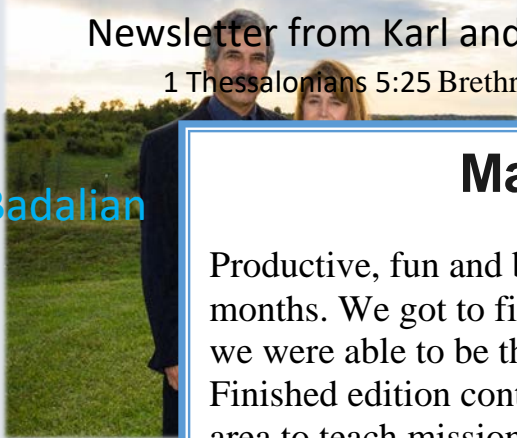 Newsletter from Karl and
1 Thessalonians 5:25 Brethr
Badalian
Ma
Productive, fun and b
months. We got to fi
we were able to be th
Finished edition cont
area to teach mission